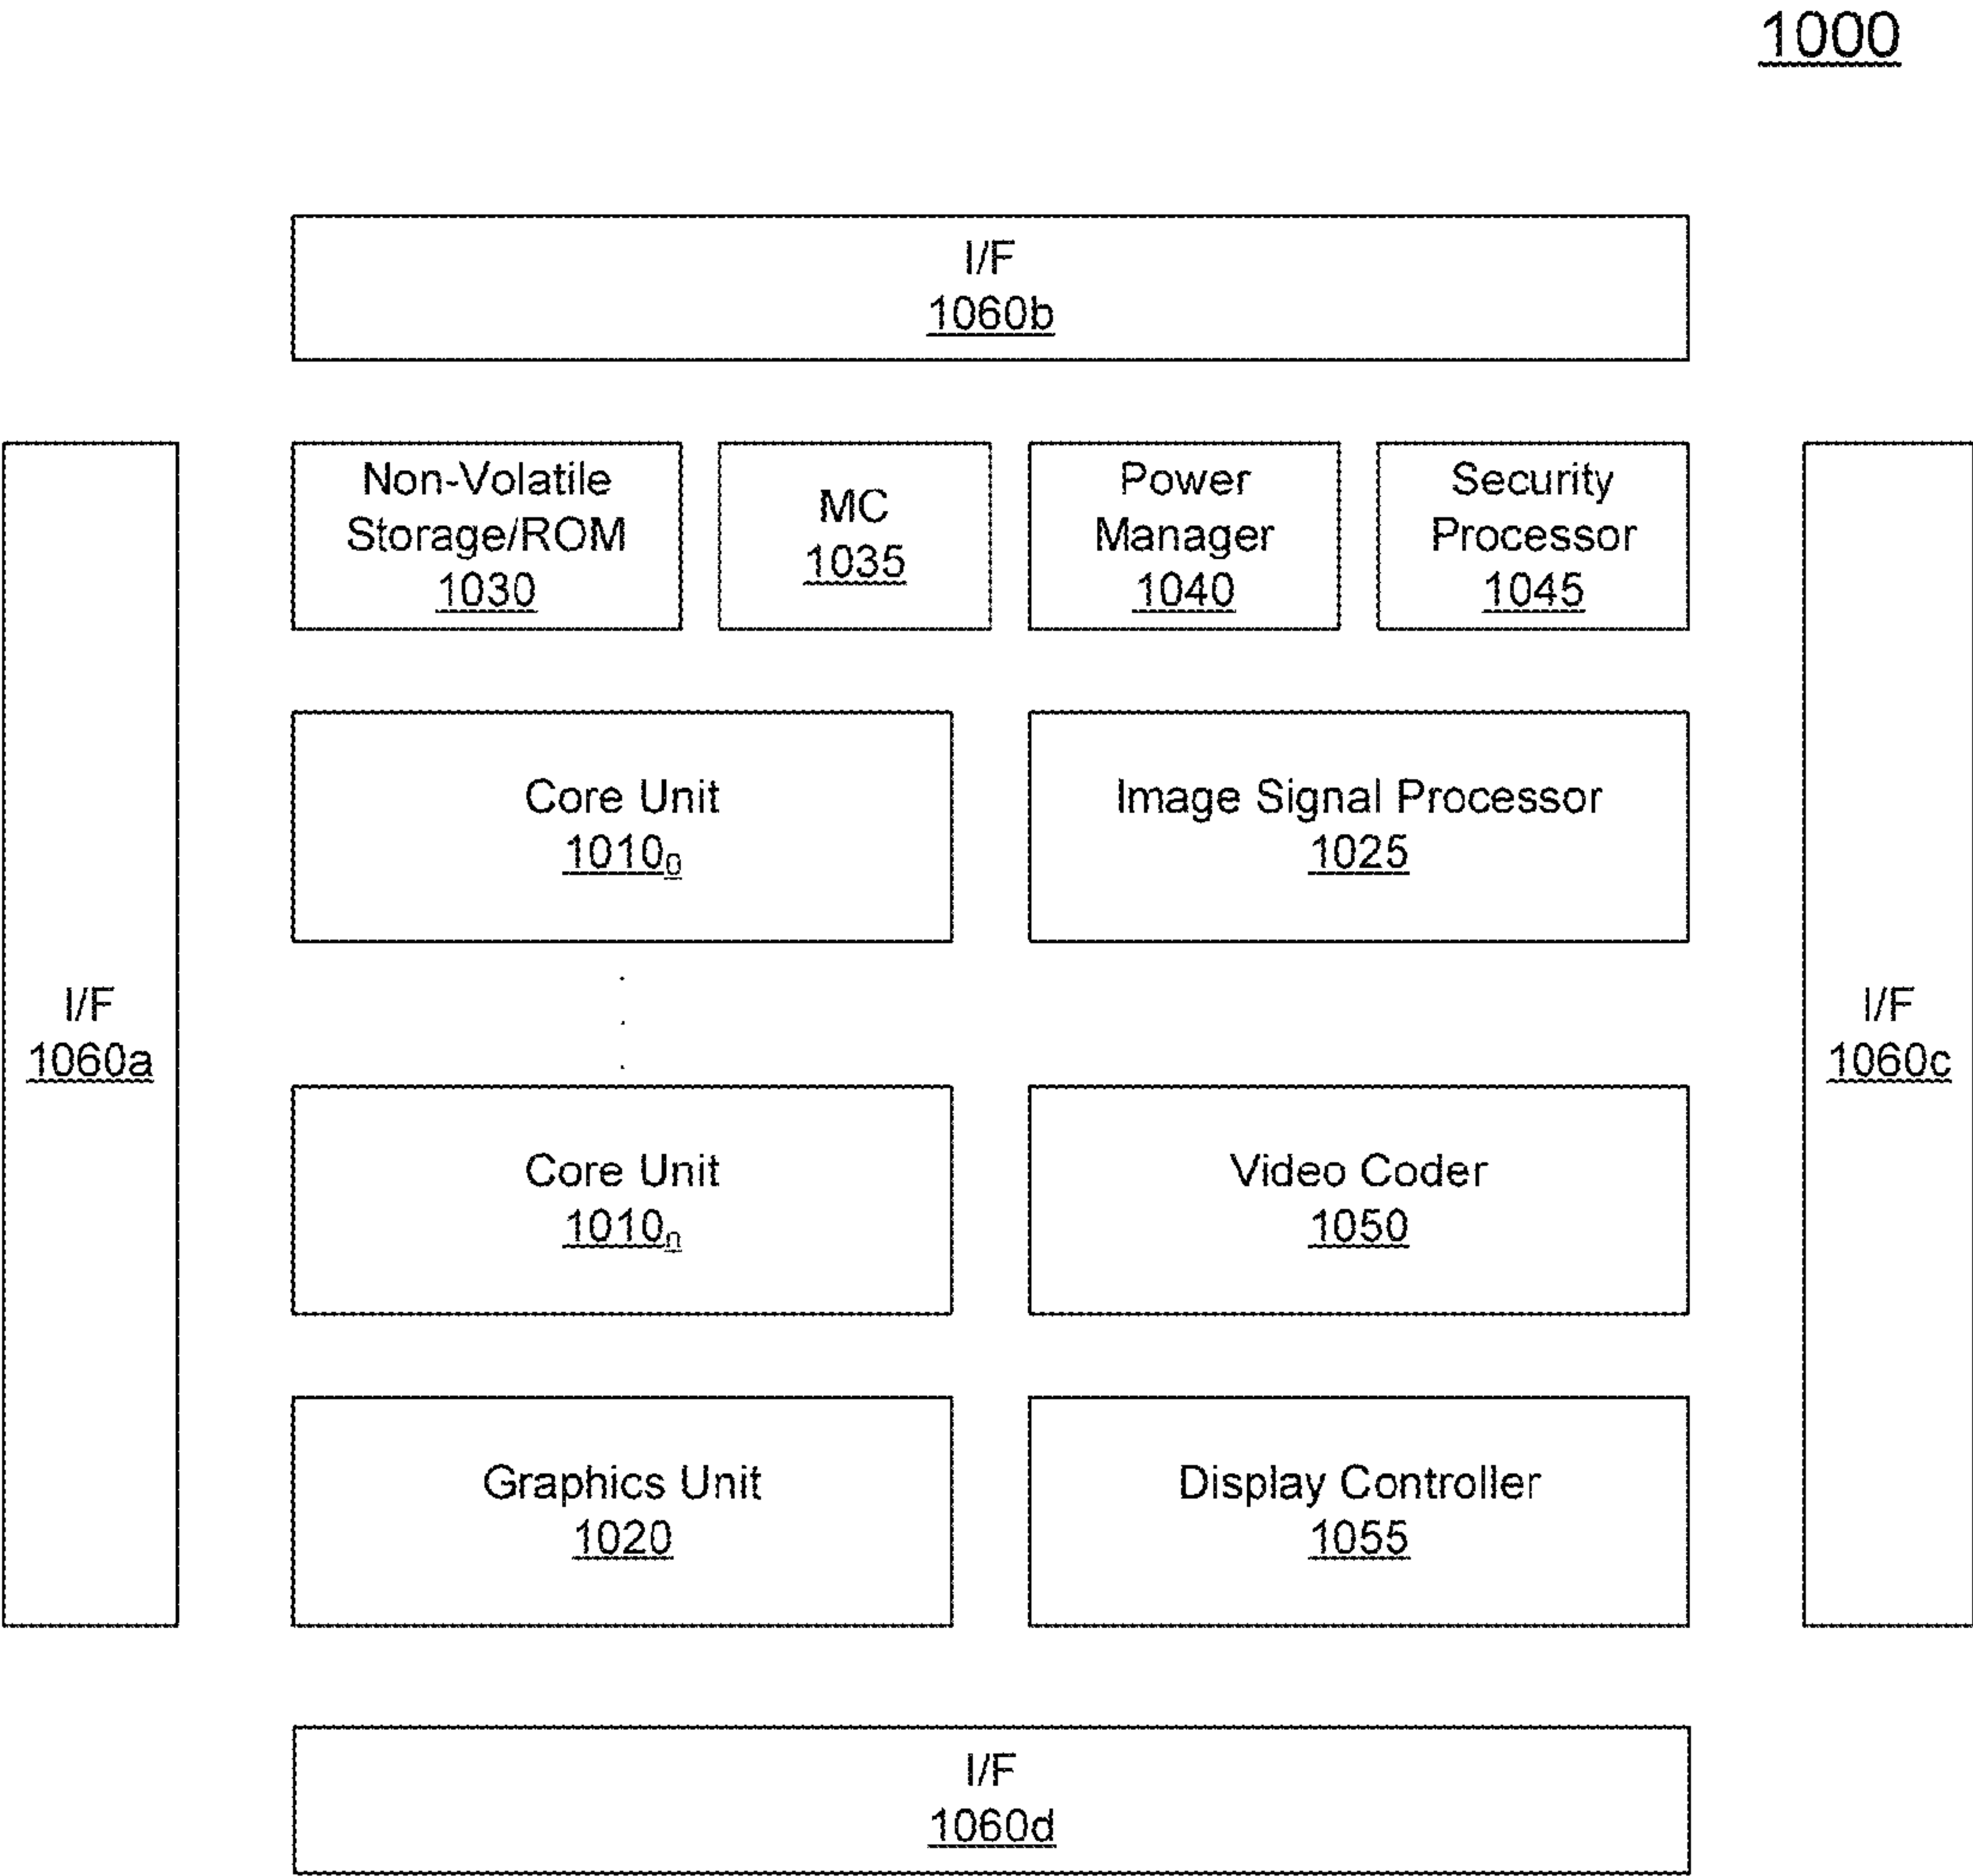 1000
I/F
1060b
Non-Volatile
Storage/ROM
1030
MC
1035
Power
Manager
1040
Security
Processor
1045
Core Unit
1010₀
Image Signal Processor
1025
I/F
1060a
I/F
1060c
Core Unit
1010ₙ
Video Coder
1050
Graphics Unit
1020
Display Controller
1055
I/F
1060d